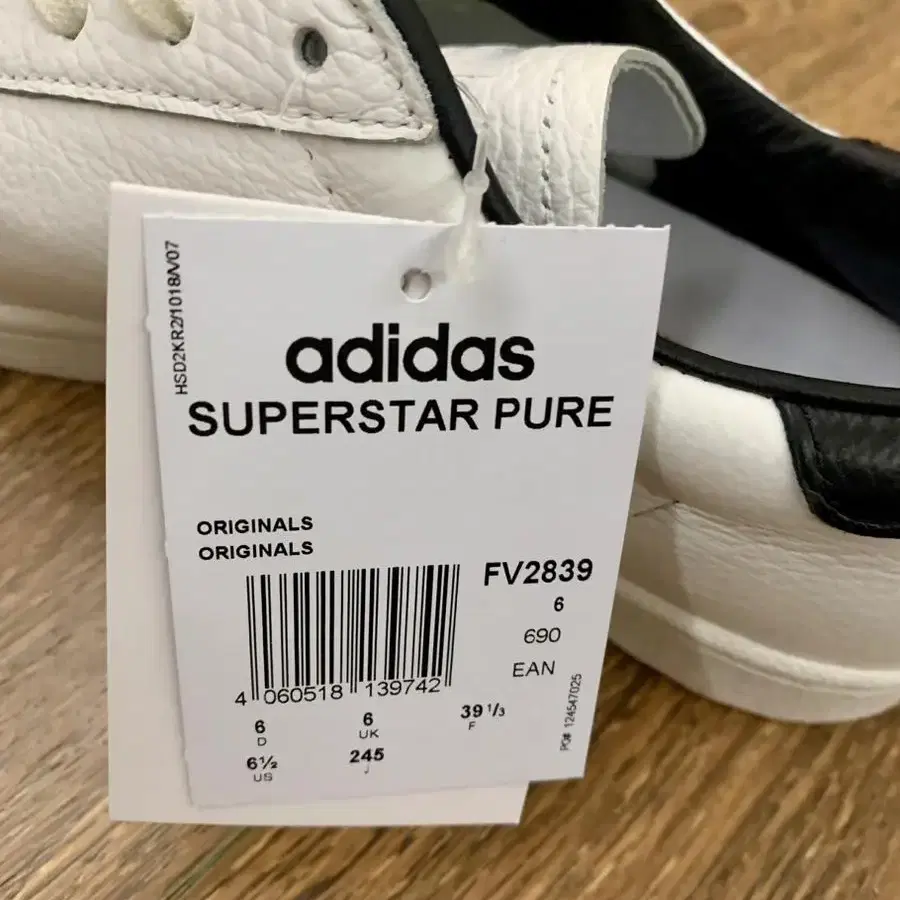 HSD2KR2/1018/V/07
adidas
SUPERSTAR PURE
ORIGINALS
ORIGINALS
FV2839
6
690
EAN
4 060518 139742
6
D
6
UK
39 1/3
F
6½
US
245
J
PO# 124547025